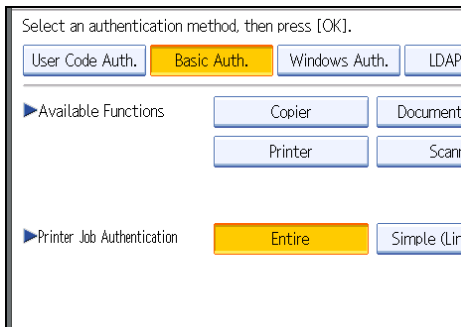 Select an authentication method, then press [OK].
User Code Auth. Basic Auth. Windows Auth. LDAP
▶Available Functions Copier Document
Printer Scann
▶Printer Job Authentication Entire Simple (Lim